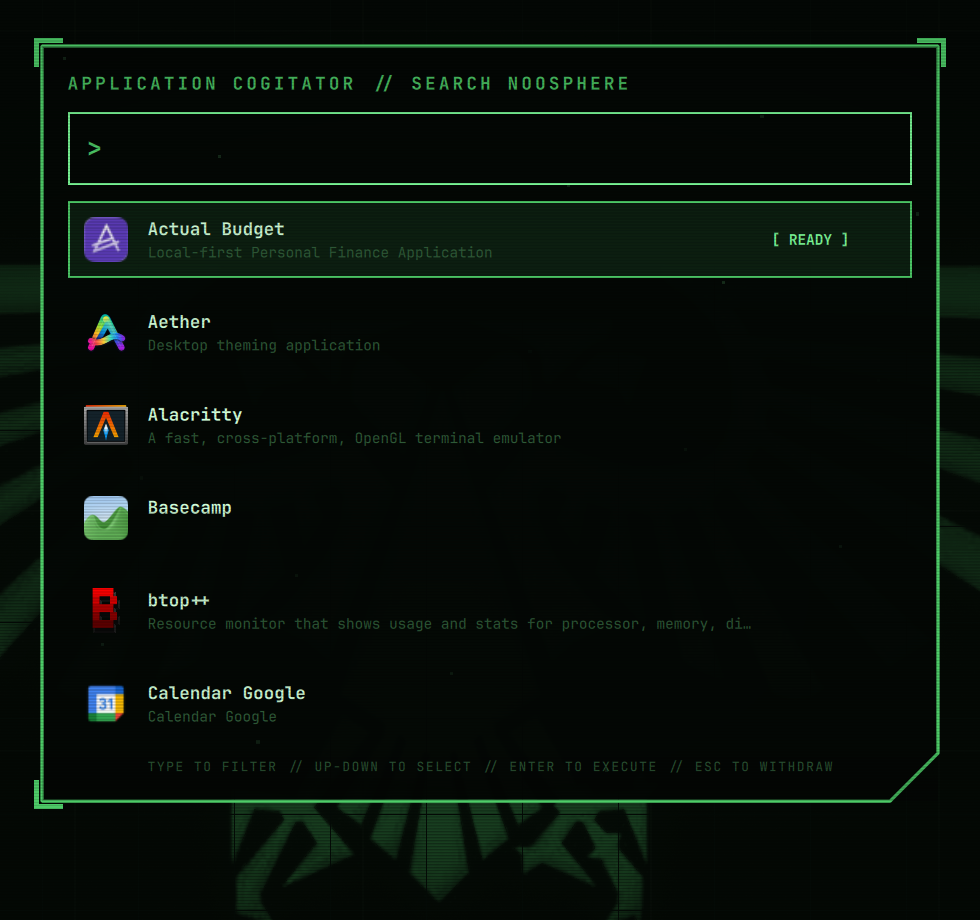 APPLICATION COGITATOR // SEARCH NOOSPHERE
>
Actual Budget
Local-first Personal Finance Application
[ READY ]
Aether
Desktop theming application
Alacritty
A fast, cross-platform, OpenGL terminal emulator
Basecamp
btop++
Resource monitor that shows usage and stats for processor, memory, di…
31
Calendar Google
Calendar Google
TYPE TO FILTER // UP-DOWN TO SELECT // ENTER TO EXECUTE // ESC TO WITHDRAW